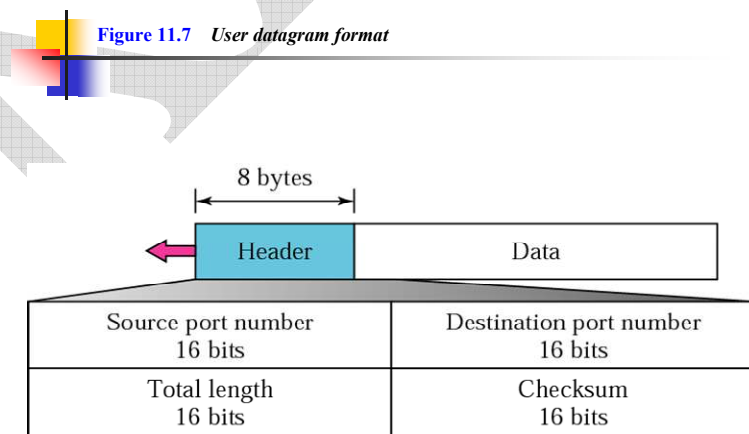 Figure 11.7 User datagram format
8 bytes
Header
Data
Source port number
16 bits
Destination port number
16 bits
Total length
16 bits
Checksum
16 bits